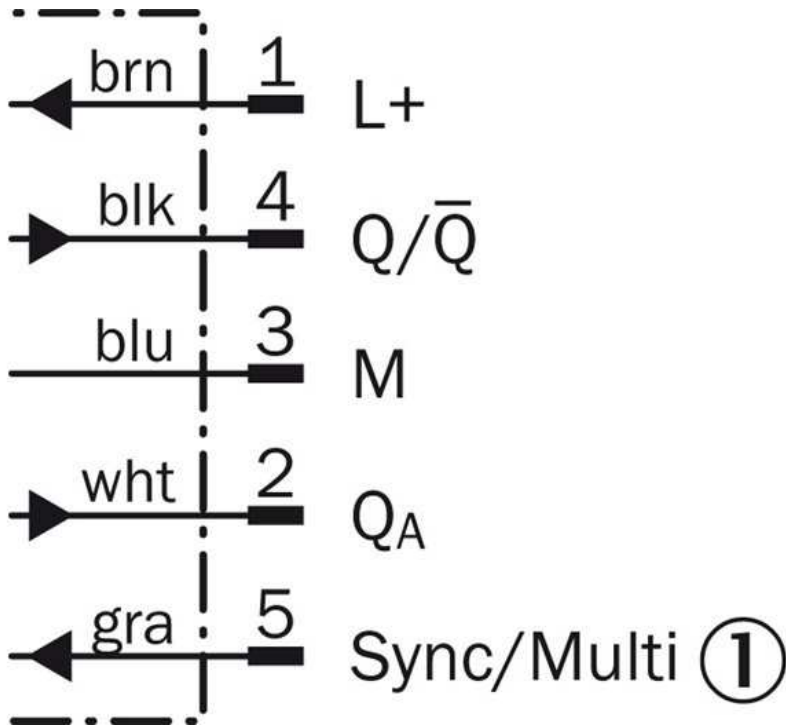 brn 1 L+
blk 4 Q/Q̅
blu 3 M
wht 2 QA
gra 5 Sync/Multi ①